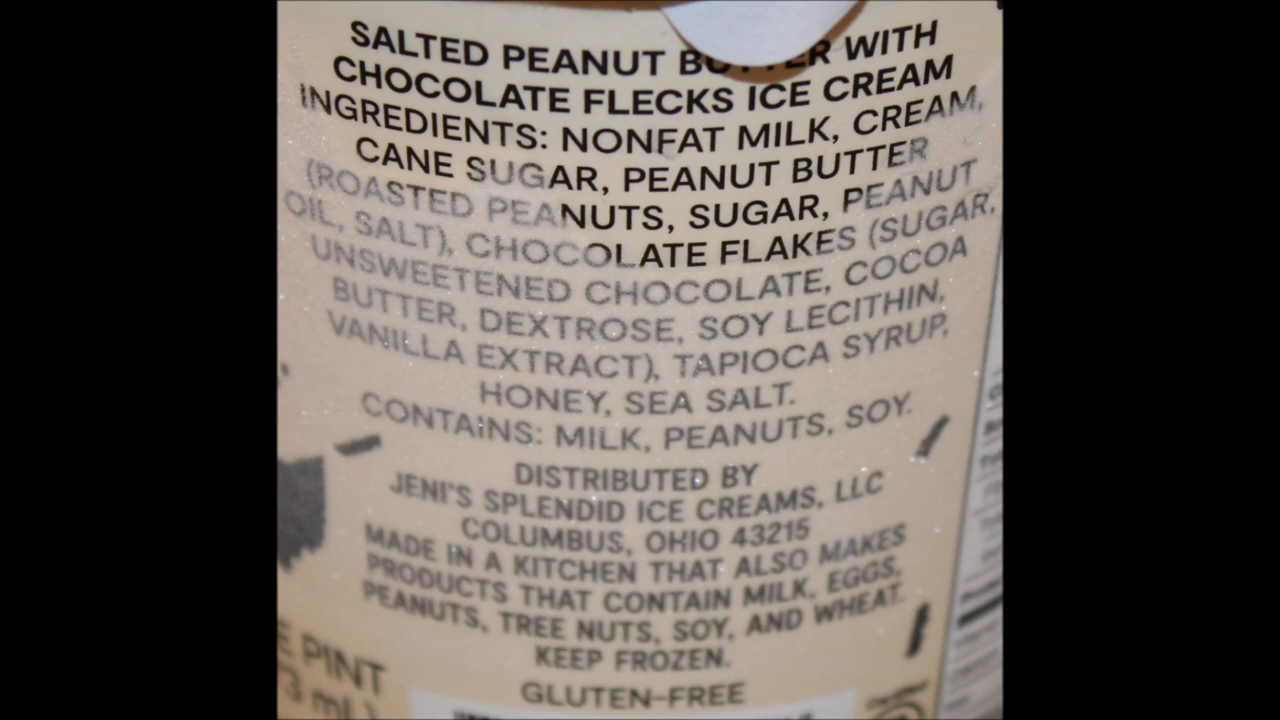 SALTED PEANUT BUTTER WITH
CHOCOLATE FLECKS ICE CREAM
INGREDIENTS: NONFAT MILK, CREAM,
CANE SUGAR, PEANUT BUTTER
(ROASTED PEANUTS, SUGAR, PEANUT
OIL, SALT), CHOCOLATE FLAKES (SUGAR,
UNSWEETENED CHOCOLATE, COCOA
BUTTER, DEXTROSE, SOY LECITHIN,
VANILLA EXTRACT), TAPIOCA SYRUP,
HONEY, SEA SALT.
CONTAINS: MILK, PEANUTS, SOY.
DISTRIBUTED BY
JENI'S SPLENDID ICE CREAMS, LLC
COLUMBUS, OHIO 43215
MADE IN A KITCHEN THAT ALSO MAKES
PRODUCTS THAT CONTAIN MILK, EGGS,
PEANUTS, TREE NUTS, SOY, AND WHEAT.
KEEP FROZEN.
GLUTEN-FREE
PINT
mL)